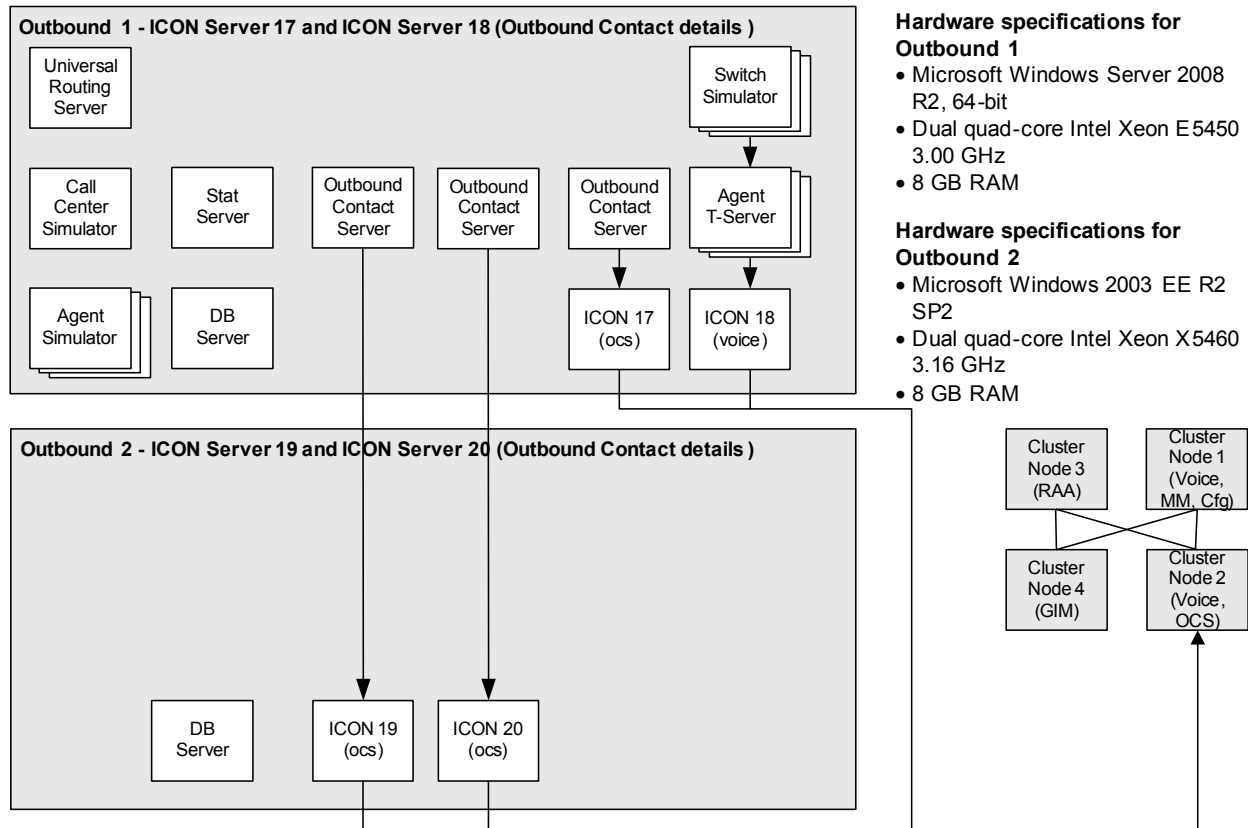 Outbound 1 - ICON Server 17 and ICON Server 18 (Outbound Contact details )
Universal
Routing
Server
Switch
Simulator
Call
Center
Simulator
Stat
Server
Outbound
Contact
Server
Outbound
Contact
Server
Outbound
Contact
Server
Agent
T-Server
Agent
Simulator
DB
Server
ICON 17
(ocs)
ICON 18
(voice)
Hardware specifications for
Outbound 1
• Microsoft Windows Server 2008
R2, 64-bit
• Dual quad-core Intel Xeon E5450
3.00 GHz
• 8 GB RAM
Hardware specifications for
Outbound 2
• Microsoft Windows 2003 EE R2
SP2
• Dual quad-core Intel Xeon X5460
3.16 GHz
• 8 GB RAM
Outbound 2 - ICON Server 19 and ICON Server 20 (Outbound Contact details )
DB
Server
ICON 19
(ocs)
ICON 20
(ocs)
Cluster
Node 3
(RAA)
Cluster
Node 1
(Voice,
MM, Cfg)
Cluster
Node 4
(GIM)
Cluster
Node 2
(Voice,
OCS)